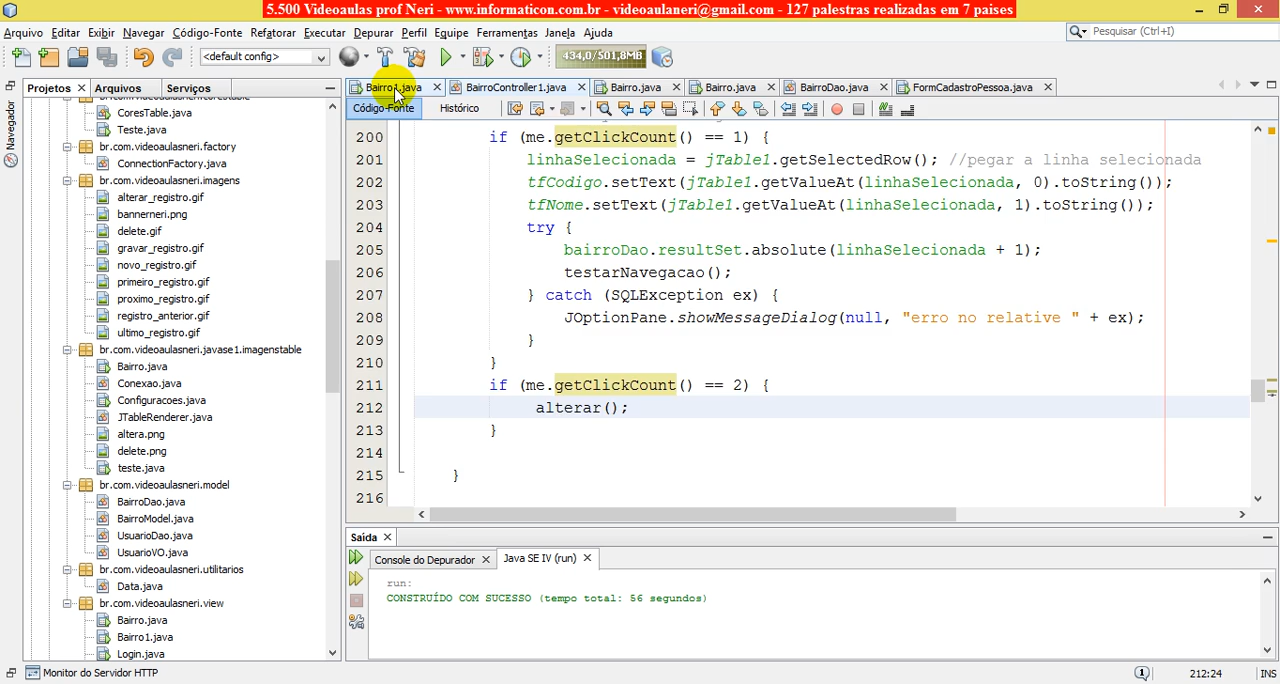 5.500 Videoaulas prof Neri - www.informaticon.com.br - videoaulaneri@gmail.com - 127 palestras realizadas em 7 paises
Arquivo Editar Exibir Navegar Código-Fonte Refatorar Executar Depurar Perfil Equipe Ferramentas Janela Ajuda
Pesquisar (Ctrl+I)
<default config>
434,0/501,8MB
Projetos Arquivos Serviços
Navegador
CoresTable.java
Teste.java
br.com.videoaulasneri.factory
ConnectionFactory.java
br.com.videoaulasneri.imagens
alterar_registro.gif
bannerneri.png
delete.gif
gravar_registro.gif
novo_registro.gif
primeiro_registro.gif
proximo_registro.gif
registro_anterior.gif
ultimo_registro.gif
br.com.videoaulasneri.javase1.imagenstable
Bairro.java
Conexao.java
Configuracoes.java
JTableRenderer.java
altera.png
delete.png
teste.java
br.com.videoaulasneri.model
BairroDao.java
BairroModel.java
UsuarioDao.java
UsuarioVO.java
br.com.videoaulasneri.utilitarios
Data.java
br.com.videoaulasneri.view
Bairro.java
Bairro1.java
Login.java
Bairro1.java BairroController1.java Bairro.java Bairro.java BairroDao.java FormCadastroPessoa.java
Código-Fonte Histórico
200 if (me.getClickCount() == 1) {
201 linhaSelecionada = jTable1.getSelectedRow(); //pegar a linha selecionada
202 tfCodigo.setText(jTable1.getValueAt(linhaSelecionada, 0).toString());
203 tfNome.setText(jTable1.getValueAt(linhaSelecionada, 1).toString());
204 try {
205 bairroDao.resultSet.absolute(linhaSelecionada + 1);
206 testarNavegacao();
207 } catch (SQLException ex) {
208 JOptionPane.showMessageDialog(null, "erro no relative " + ex);
209 }
210 }
211 if (me.getClickCount() == 2) {
212 alterar();
213 }
214
215 }
216
Saída
Console do Depurador Java SE IV (run)
run:
CONSTRUÍDO COM SUCESSO (tempo total: 56 segundos)
Monitor do Servidor HTTP
1
212:24 INS